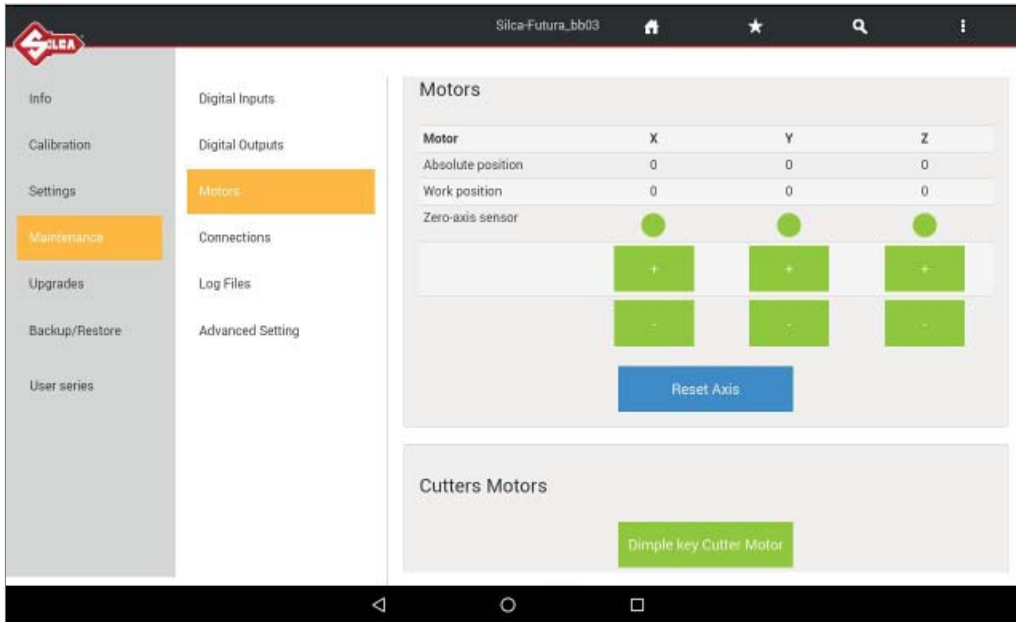 Silca-Futura_bb03
SILCA
Info
Calibration
Settings
Maintenance
Upgrades
Backup/Restore
User series
Digital Inputs
Digital Outputs
Motors
Connections
Log Files
Advanced Setting
Motors
Motor X Y Z
Absolute position 0 0 0
Work position 0 0 0
Zero-axis sensor
+ + +
- - -
Reset Axis
Cutters Motors
Dimple key Cutter Motor